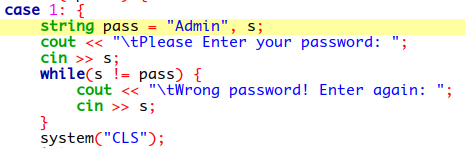 case 1: {
string pass = "Admin", s;
cout << "\tPlease Enter your password: ";
cin >> s;
while(s != pass) {
cout << "\tWrong password! Enter again: ";
cin >> s;
}
system("CLS");